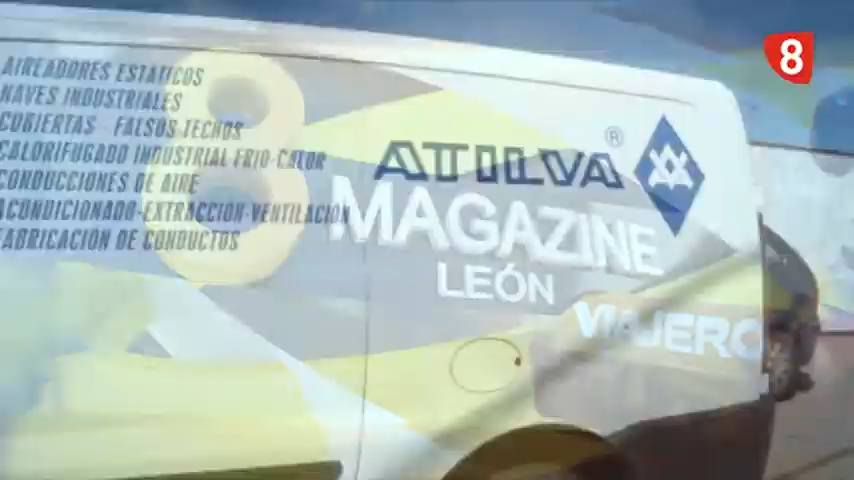 8
AIREADORES ESTATICOS
NAVES INDUSTRIALES
CUBIERTAS - FALSOS TECHOS
CALORIFUGADO INDUSTRIAL FRIO-CALOR
CONDUCCIONES DE AIRE
ACONDICIONADO-EXTRACCION-VENTILACION
FABRICACION DE CONDUCTOS
8
ATILVA ®
MAGAZINE
LEÓN
VIAJERO